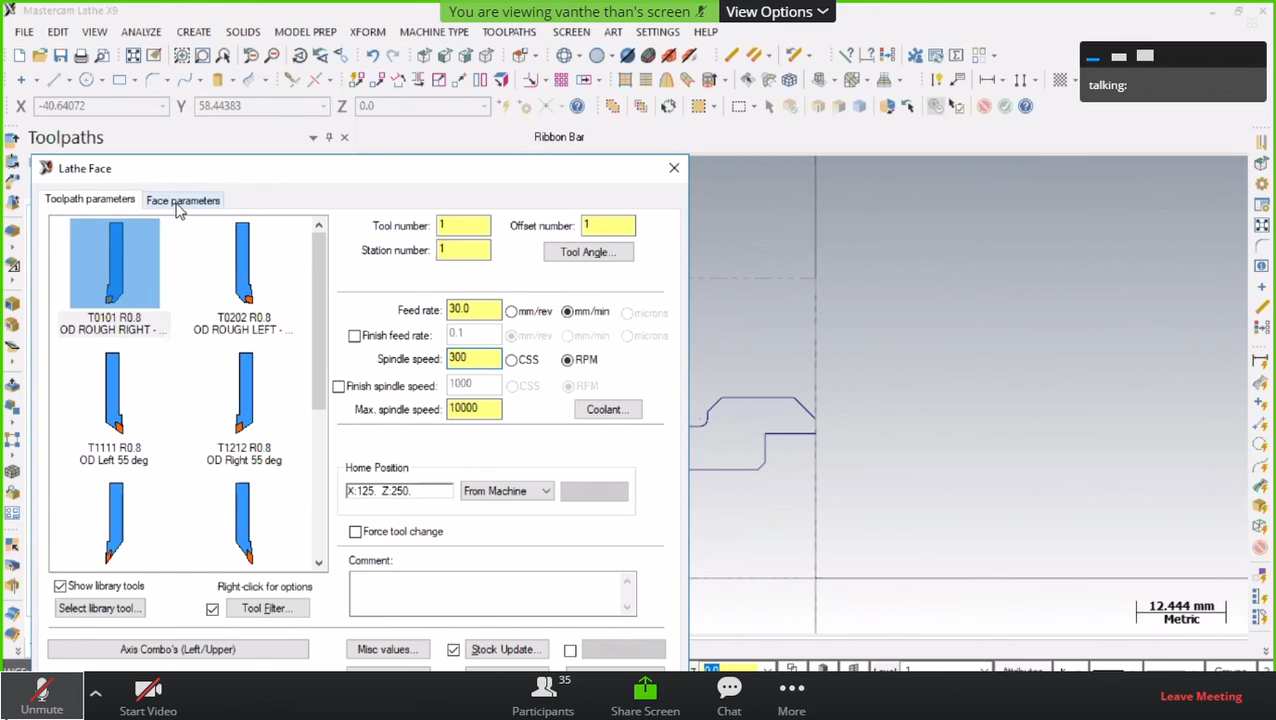 Mastercam Lathe X9
You are viewing vanthe than's screen
View Options
FILE EDIT VIEW ANALYZE CREATE SOLIDS MODEL PREP XFORM MACHINE TYPE TOOLPATHS SCREEN ART SETTINGS HELP
talking:
X -40.64072 Y 58.44383 Z 0.0
Toolpaths
Ribbon Bar
Lathe Face
Toolpath parameters Face parameters
T0101 R0.8
OD ROUGH RIGHT - ...
T0202 R0.8
OD ROUGH LEFT - ...
T1111 R0.8
OD Left 55 deg
T1212 R0.8
OD Right 55 deg
Show library tools
Right-click for options
Select library tool...
Tool Filter...
Axis Combo's (Left/Upper)
Tool number: 1
Offset number: 1
Station number: 1
Tool Angle...
Feed rate: 30.0 mm/rev mm/min microns
Finish feed rate: 0.1 mm/rev mm/min microns
Spindle speed: 300 CSS RPM
Finish spindle speed: 1000 CSS RPM
Max. spindle speed: 10000
Coolant...
Home Position
X:125. Z:250.
From Machine
Force tool change
Comment:
Misc values...
Stock Update...
12.444 mm
Metric
Unmute
Start Video
35
Participants
Share Screen
Chat
More
Leave Meeting